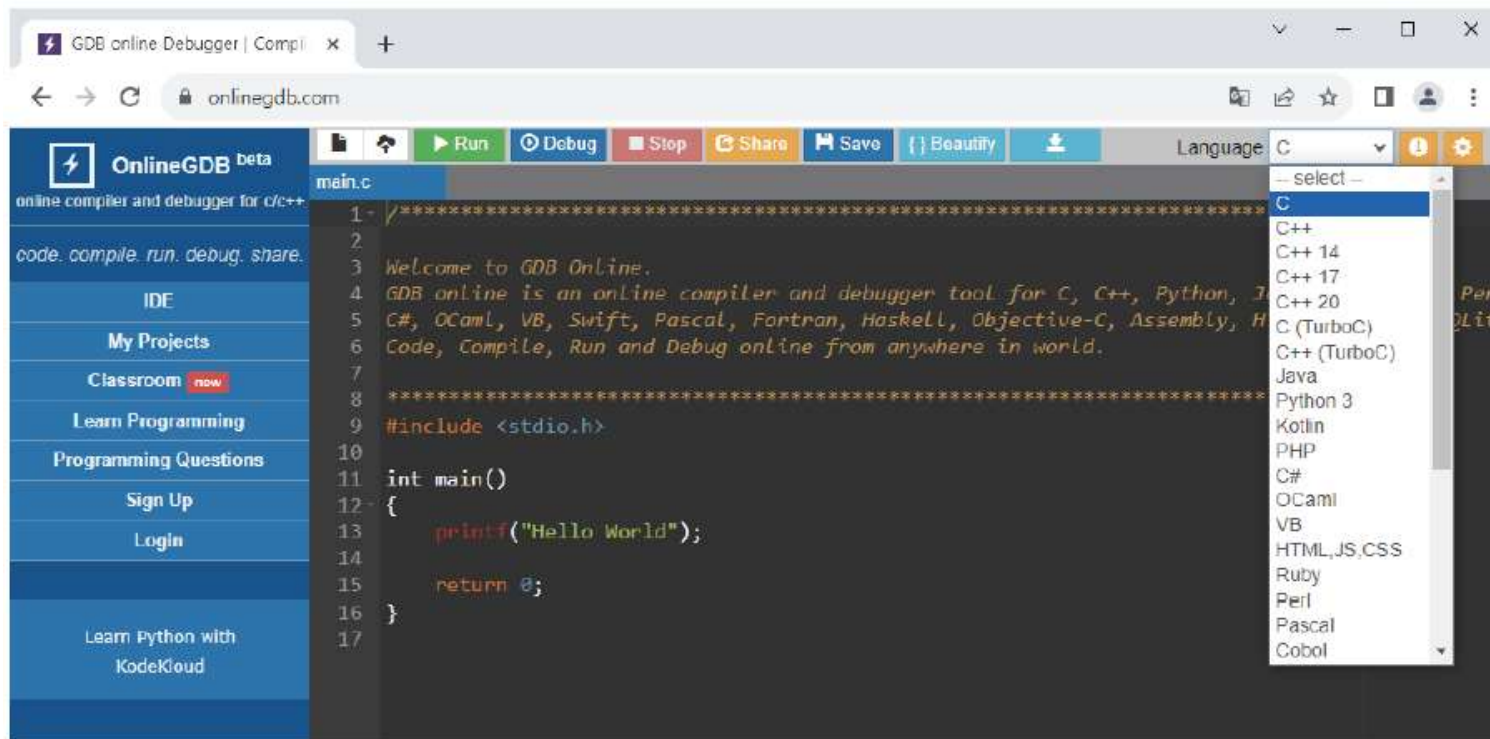 GDB online Debugger | Compil
onlinegdb.com
OnlineGDB beta
online compiler and debugger for c/c++
code. compile. run. debug. share.
IDE
My Projects
Classroom now
Learn Programming
Programming Questions
Sign Up
Login
Learn Python with
KodeKloud
Run Debug Stop Share Save { } Beautify
Language C
main.c
1 /******************************************************************************
2
3 Welcome to GDB Online.
4 GDB online is an online compiler and debugger tool for C, C++, Python, J
5 C#, OCaml, VB, Swift, Pascal, Fortran, Haskell, Objective-C, Assembly, H
6 Code, Compile, Run and Debug online from anywhere in world.
7
8 *******************************************************************************
9 #include <stdio.h>
10
11 int main()
12 {
13 printf("Hello World");
14
15 return 0;
16 }
17
-- select --
C
C++
C++ 14
C++ 17
C++ 20
C (TurboC)
C++ (TurboC)
Java
Python 3
Kotlin
PHP
C#
OCaml
VB
HTML,JS,CSS
Ruby
Perl
Pascal
Cobol